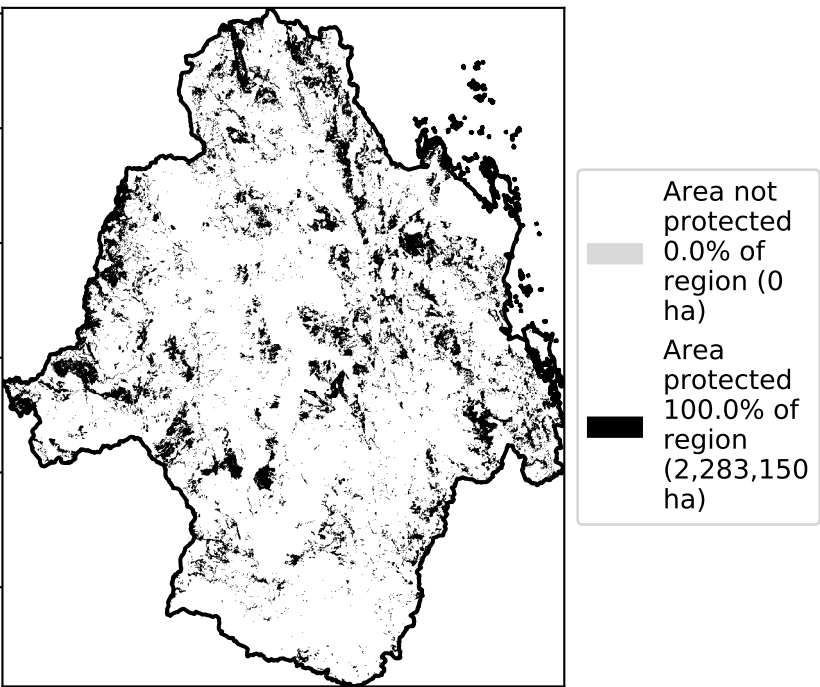 Area not
protected
0.0% of
region (0
ha)
Area
protected
100.0% of
region
(2,283,150
ha)